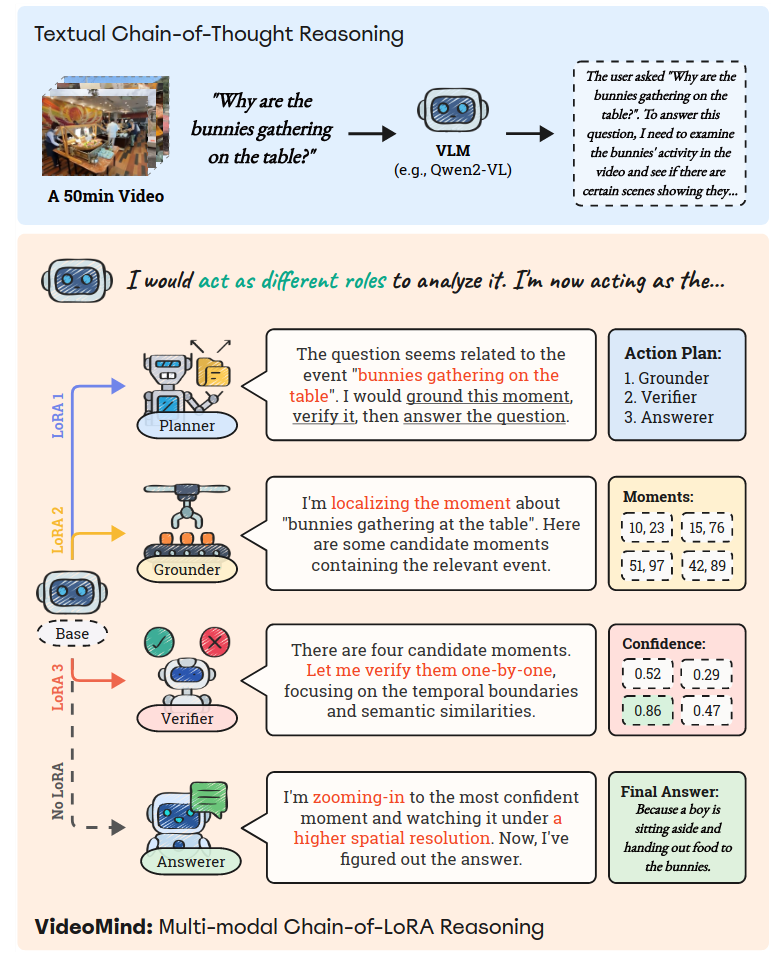 Textual Chain-of-Thought Reasoning
"Why are the
bunnies gathering
on the table?"
A 50min Video
VLM
(e.g., Qwen2-VL)
The user asked "Why are the
bunnies gathering on the
table?". To answer this
question, I need to examine
the bunnies' activity in the
video and see if there are
certain scenes showing they...
I would act as different roles to analyze it. I'm now acting as the...
LoRA 1
Planner
The question seems related to the
event "bunnies gathering on the
table". I would ground this moment,
verify it, then answer the question.
Action Plan:
1. Grounder
2. Verifier
3. Answerer
LoRA 2
Grounder
I'm localizing the moment about
"bunnies gathering at the table". Here
are some candidate moments
containing the relevant event.
Moments:
10, 23 15, 76
51, 97 42, 89
Base
LoRA 3
Verifier
There are four candidate moments.
Let me verify them one-by-one,
focusing on the temporal boundaries
and semantic similarities.
Confidence:
0.52 0.29
0.86 0.47
No LoRA
Answerer
I'm zooming-in to the most confident
moment and watching it under a
higher spatial resolution. Now, I've
figured out the answer.
Final Answer:
Because a boy is
sitting aside and
handing out food to
the bunnies.
VideoMind: Multi-modal Chain-of-LoRA Reasoning